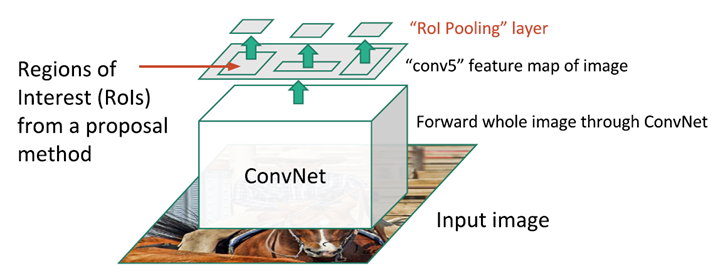 “RoI Pooling” layer
“conv5” feature map of image
Regions of
Interest (RoIs)
from a proposal
method
Forward whole image through ConvNet
ConvNet
Input image